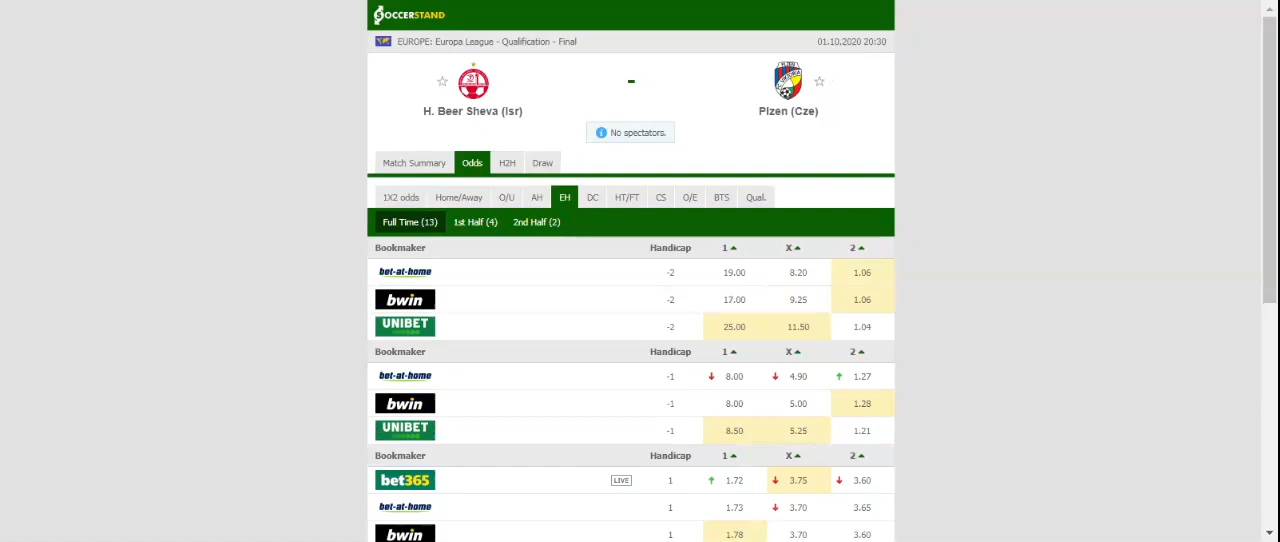 SOCCERSTAND
EUROPE: Europa League - Qualification - Final 01.10.2020 20:30
H. Beer Sheva (Isr) - Plzen (Cze)
No spectators.
Match Summary Odds H2H Draw
1X2 odds Home/Away O/U AH EH DC HT/FT CS O/E BTS Qual.
Full Time (13) 1st Half (4) 2nd Half (2)
Bookmaker Handicap 1 X 2
bet-at-home -2 19.00 8.20 1.06
bwin -2 17.00 9.25 1.06
UNIBET -2 25.00 11.50 1.04
Bookmaker Handicap 1 X 2
bet-at-home -1 8.00 4.90 1.27
bwin -1 8.00 5.00 1.28
UNIBET -1 8.50 5.25 1.21
Bookmaker Handicap 1 X 2
bet365 LIVE 1 1.72 3.75 3.60
bet-at-home 1 1.73 3.70 3.65
bwin 1 1.78 3.70 3.60